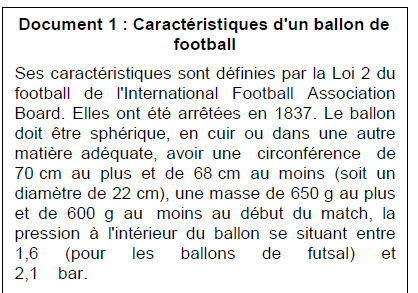 Document 1 : Caractéristiques d'un ballon de
football
Ses caractéristiques sont définies par la Loi 2 du
football de l'International Football Association
Board. Elles ont été arrêtées en 1837. Le ballon
doit être sphérique, en cuir ou dans une autre
matière adéquate, avoir une circonférence de
70 cm au plus et de 68 cm au moins (soit un
diamètre de 22 cm), une masse de 650 g au plus
et de 600 g au moins au début du match, la
pression à l'intérieur du ballon se situant entre
1,6 (pour les ballons de futsal) et
2,1 bar.